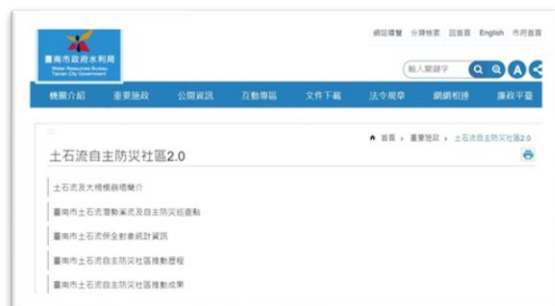 網站導覽 分類檢索 回首頁 English 市府首頁
臺南市政府水利局
Water Resources Bureau,
Tainan City Government
輸入關鍵字
機關介紹 重要施政 公開資訊 互動專區 文件下載 法令規章 網網相連 廉政平臺
首頁 › 重要施政 › 土石流自主防災社區2.0
土石流自主防災社區2.0
土石流及大規模崩塌簡介
臺南市土石流潛勢溪流及自主防災巡查點
臺南市土石流保全對象統計資訊
臺南市土石流自主防災社區推動歷程
臺南市土石流自主防災社區推動成果